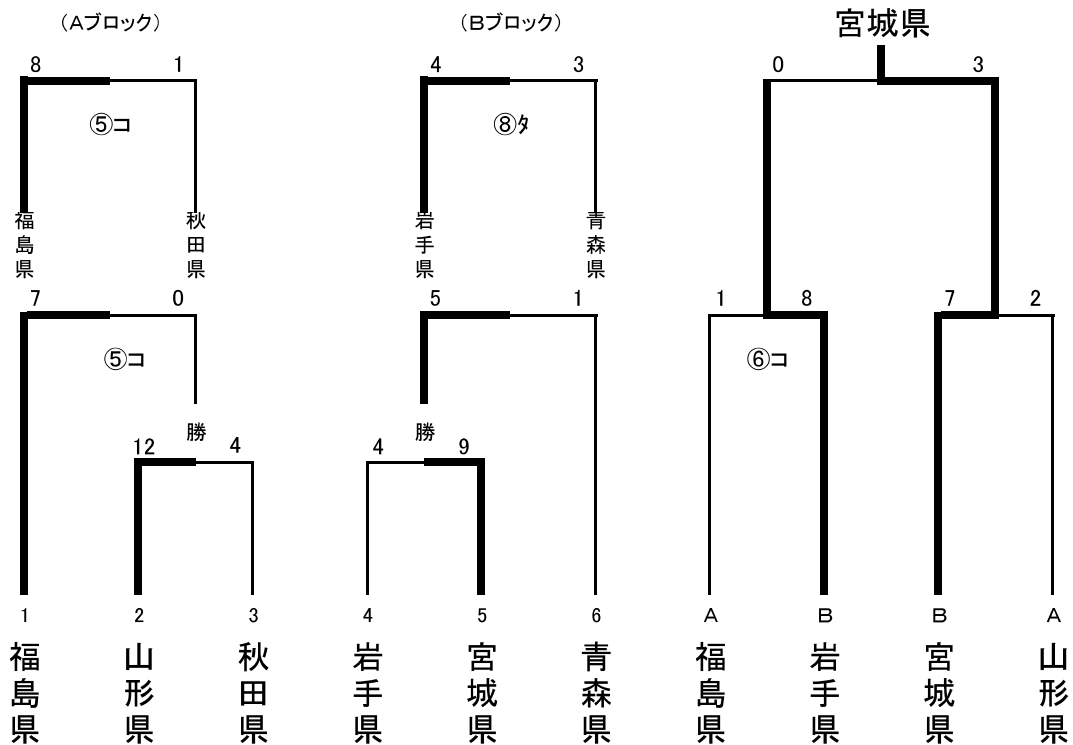 (Aブロック)
(Bブロック)
宮城県
8 1
4 3
0 3
⑤コ
⑧ﾀ
福島県
秋田県
岩手県
青森県
7 0
5 1
1 8
7 2
⑤コ
⑥コ
勝
勝
12 4
4 9
1 2 3 4 5 6 A B B A
福島県
山形県
秋田県
岩手県
宮城県
青森県
福島県
岩手県
宮城県
山形県